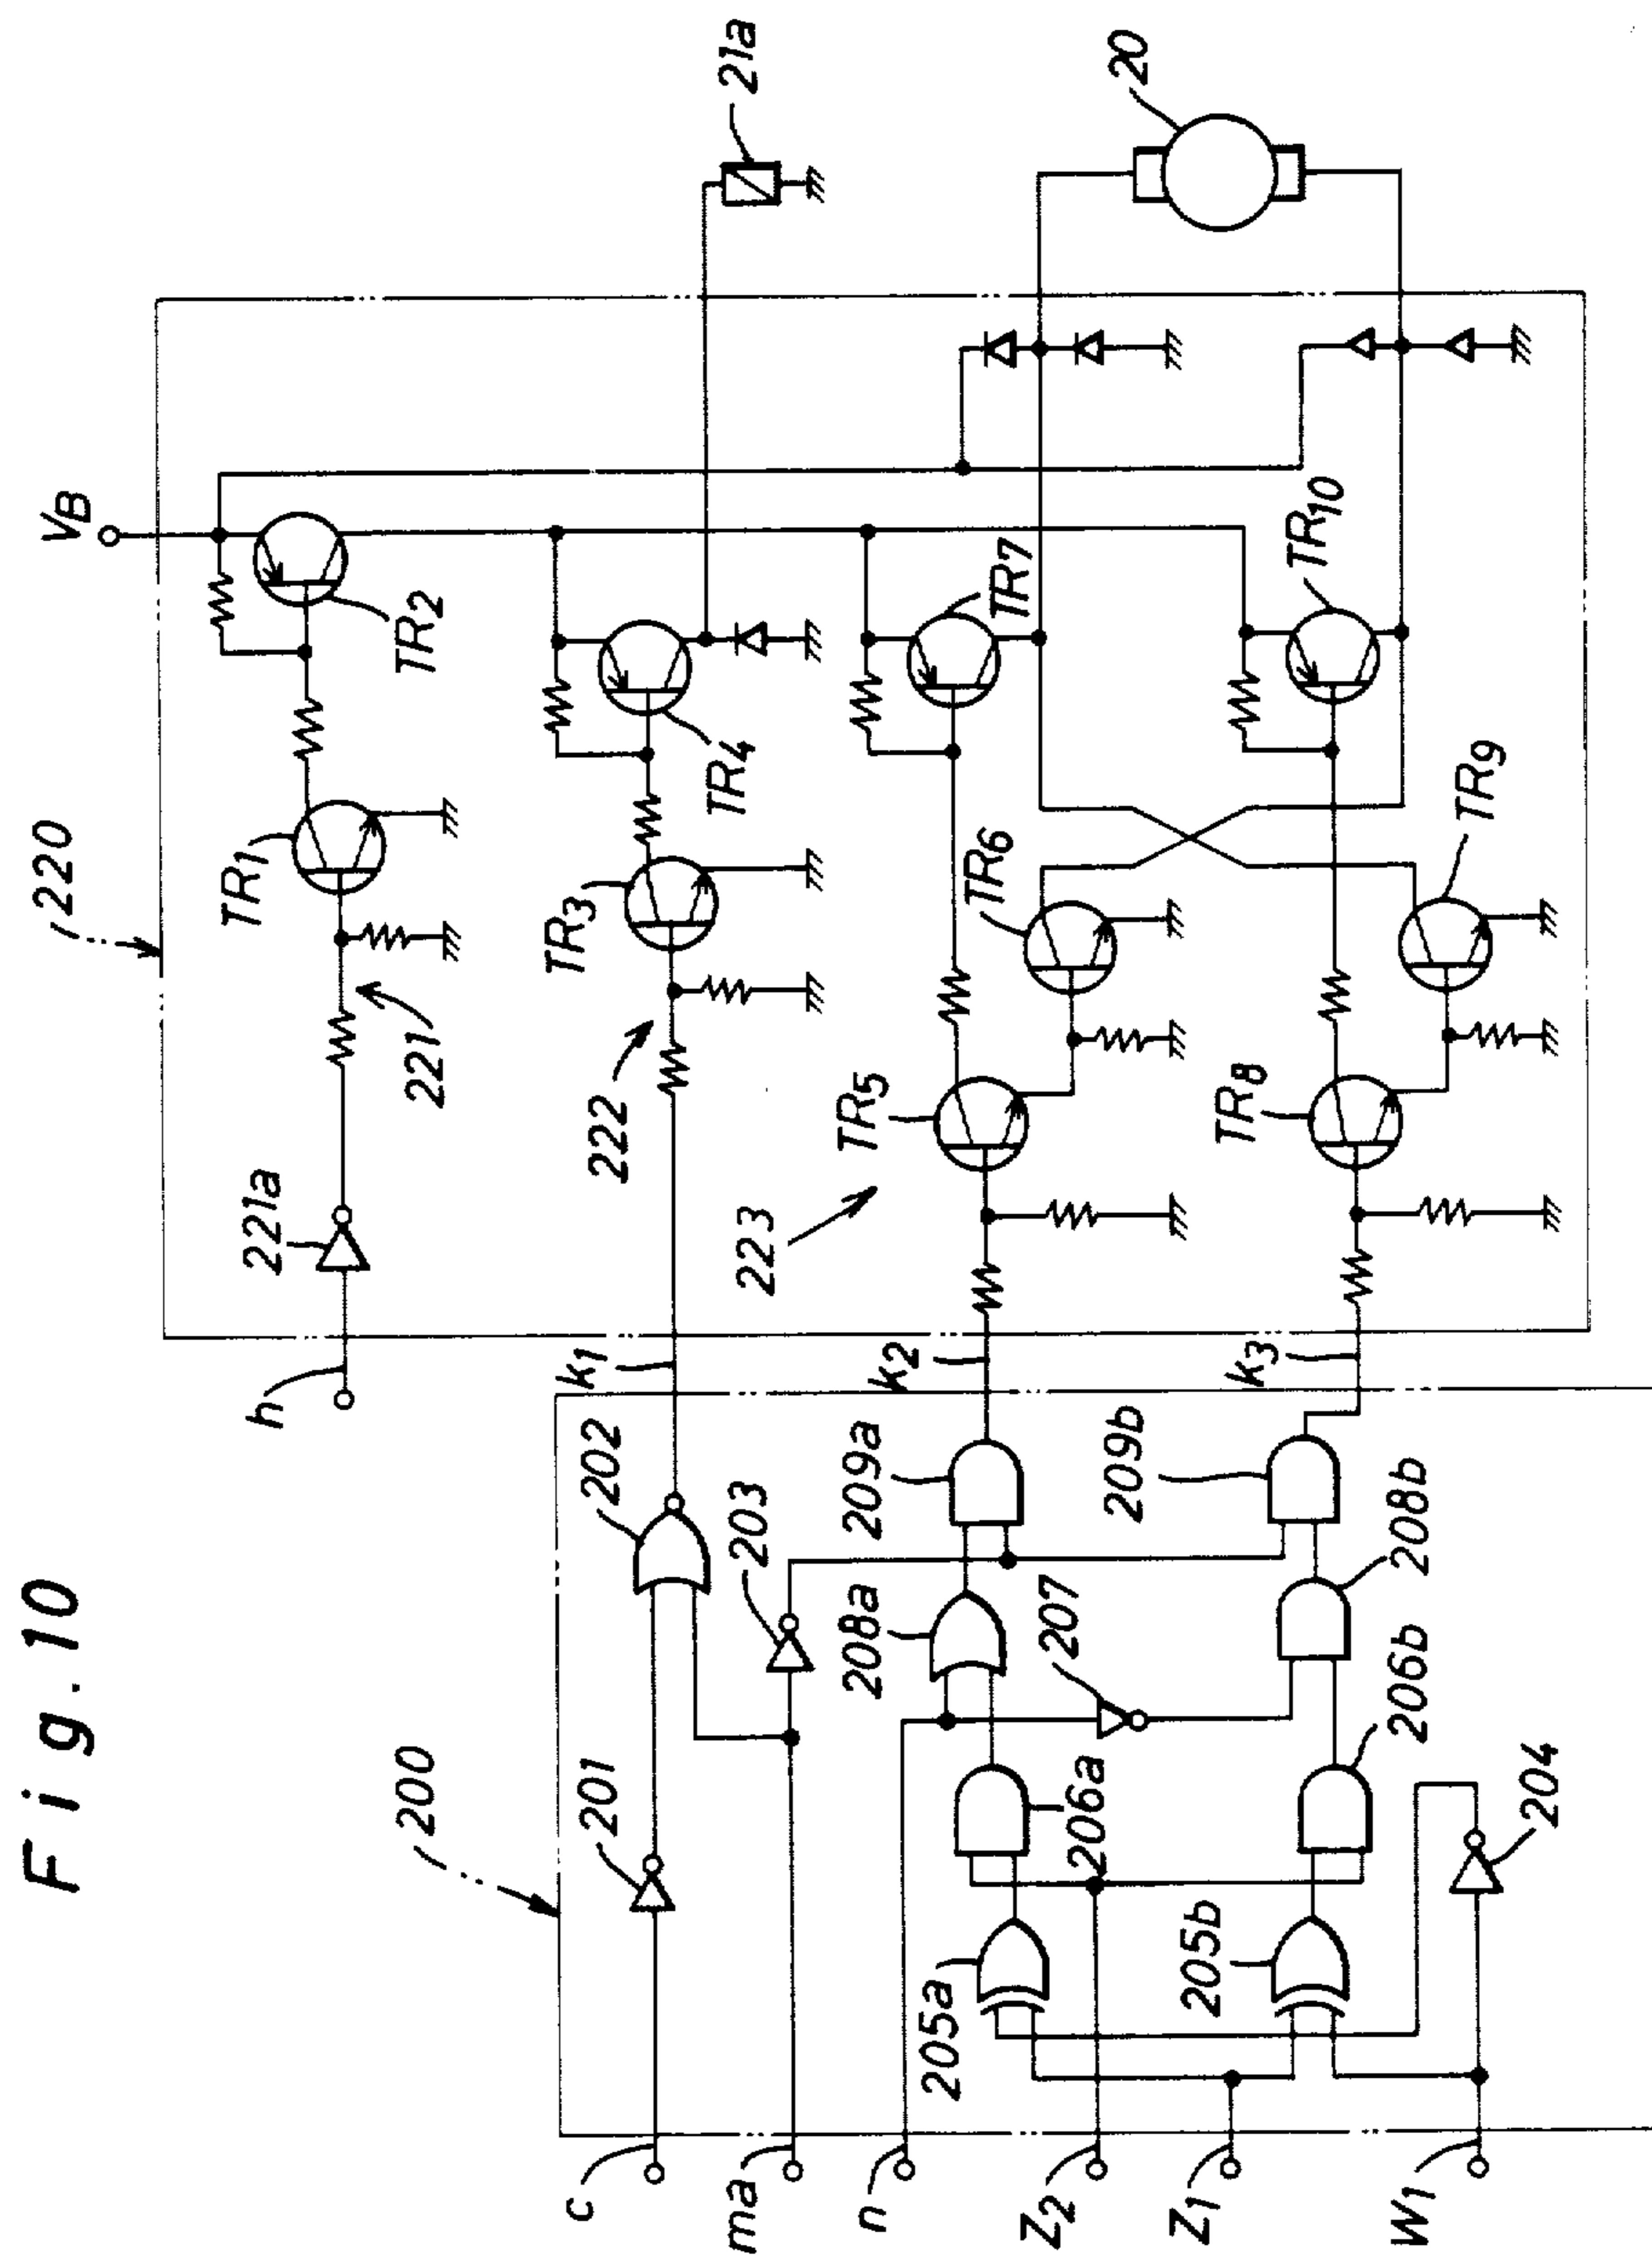 Fig.10
200
220
VB
h
221a
TR1
221
TR2
c
201
202
k1
222
TR3
TR4
21a
ma
203
n
208a
209a
k2
223
TR5
TR6
TR7
20
207
Z2
206a
205a
Z1
205b
206b
208b
209b
k3
TR8
TR9
TR10
W1
204